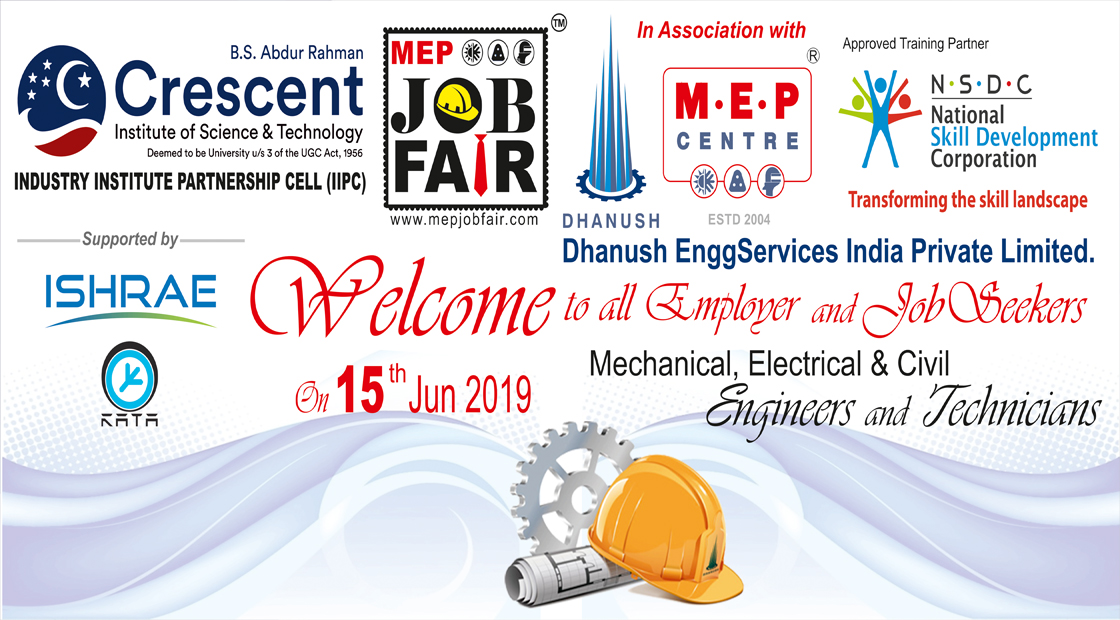 B.S. Abdur Rahman
Crescent
Institute of Science & Technology
Deemed to be University u/s 3 of the UGC Act, 1956
INDUSTRY INSTITUTE PARTNERSHIP CELL (IIPC)
MEP
JOB
FAIR
TM
www.mepjobfair.com
DHANUSH
In Association with
M·E·P
CENTRE
®
ESTD 2004
Approved Training Partner
N·S·D·C
National
Skill Development
Corporation
Transforming the skill landscape
Dhanush EnggServices India Private Limited.
Supported by
ISHRAE
KATA
Welcome to all Employer and Job Seekers
On 15th Jun 2019
Mechanical, Electrical & Civil
Engineers and Technicians